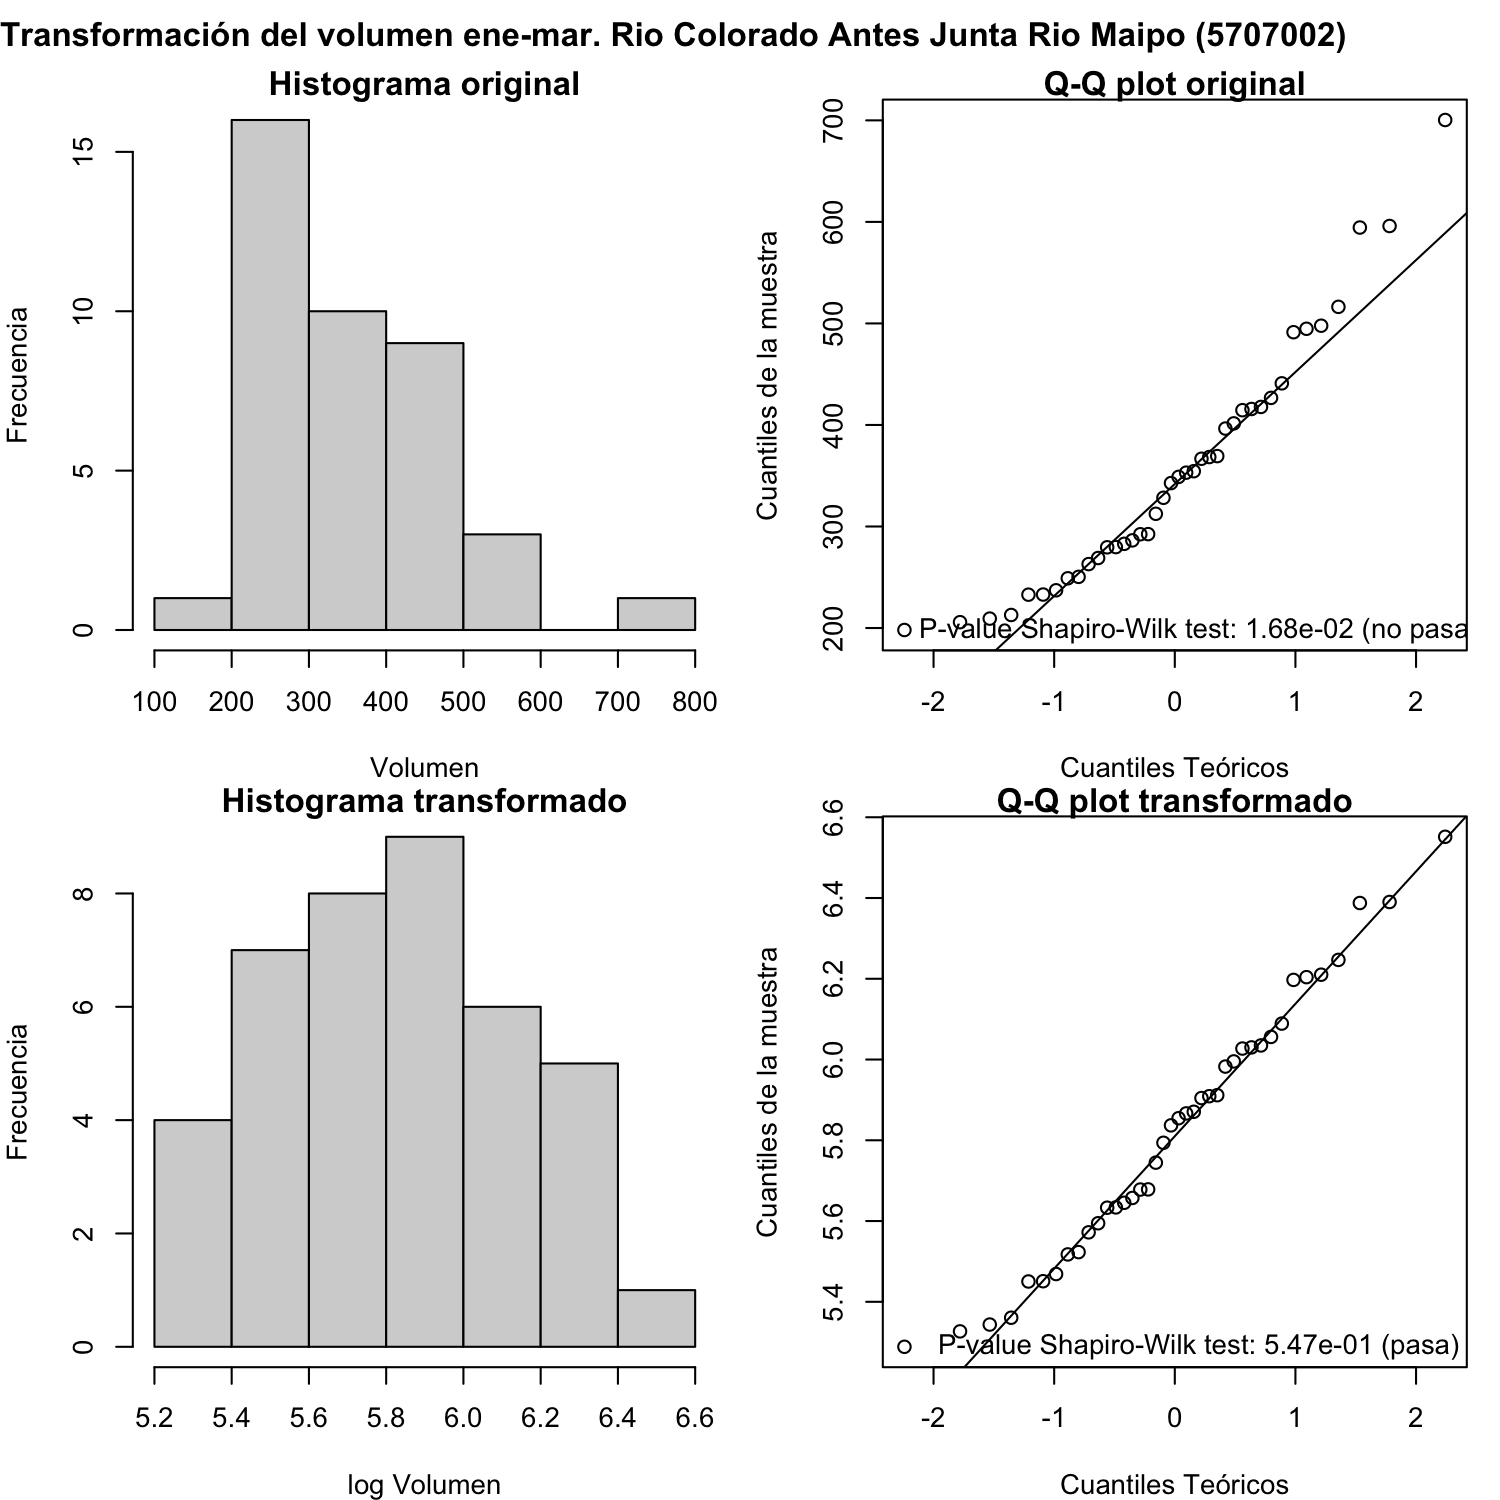 Transformación del volumen ene-mar. Rio Colorado Antes Junta Rio Maipo (5707002)
Histograma original
Frecuencia
15
10
5
0
100 200 300 400 500 600 700 800
Volumen
Q-Q plot original
Cuantiles de la muestra
700
600
500
400
300
200
P-value Shapiro-Wilk test: 1.68e-02 (no pasa
-2 -1 0 1 2
Cuantiles Teóricos
Histograma transformado
Frecuencia
8
6
4
2
0
5.2 5.4 5.6 5.8 6.0 6.2 6.4 6.6
log Volumen
Q-Q plot transformado
Cuantiles de la muestra
6.6
6.4
6.2
6.0
5.8
5.6
5.4
P-value Shapiro-Wilk test: 5.47e-01 (pasa)
-2 -1 0 1 2
Cuantiles Teóricos